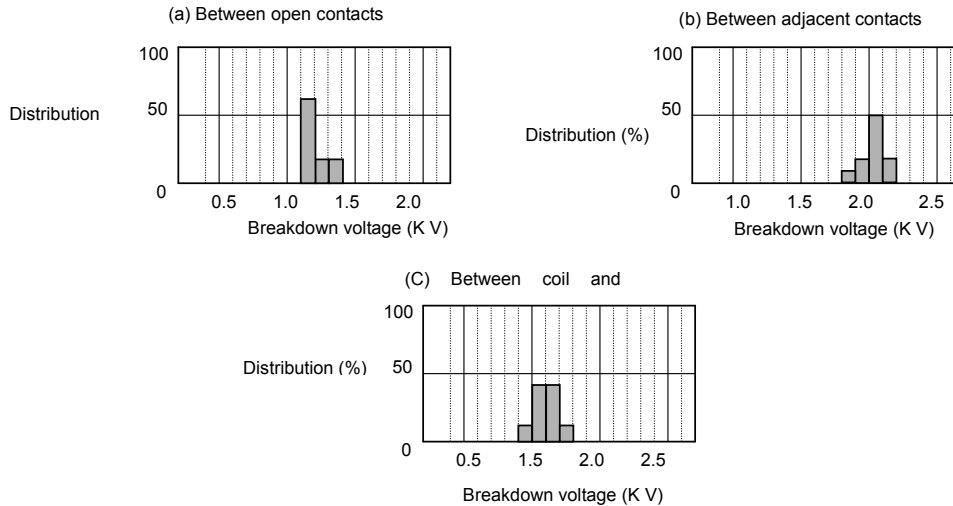 (a) Between open contacts
100
Distribution
50
0
0.5 1.0 1.5 2.0
Breakdown voltage (K V)
(b) Between adjacent contacts
100
50
Distribution (%)
0
1.0 1.5 2.0 2.5
Breakdown voltage (K V)
(C) Between coil and
100
50
Distribution (%)
0
0.5 1.5 2.0 2.5
Breakdown voltage (K V)